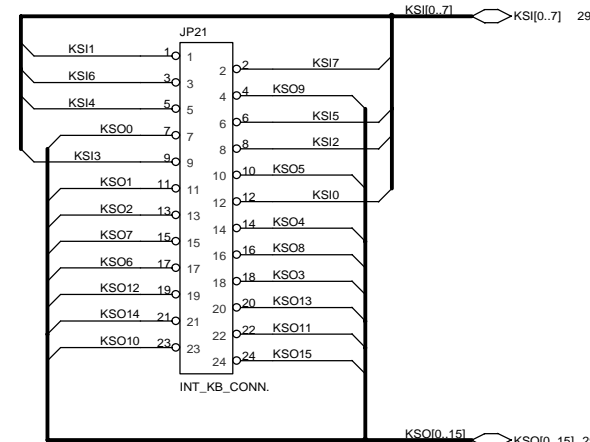 KSI[0..7] KSI[0..7] 29
JP21
KSI1 1 1
2 2 KSI7
KSI6 3 3
4 4 KSO9
KSI4 5 5
6 6 KSI5
KSO0 7 7
8 8 KSI2
KSI3 9 9
10 10 KSO5
KSO1 11 11
12 12 KSI0
KSO2 13 13
14 14 KSO4
KSO7 15 15
16 16 KSO8
KSO6 17 17
18 18 KSO3
KSO12 19 19
20 20 KSO13
KSO14 21 21
22 22 KSO11
KSO10 23 23
24 24 KSO15
INT_KB_CONN.
KSO[0..15] KSO[0..15]